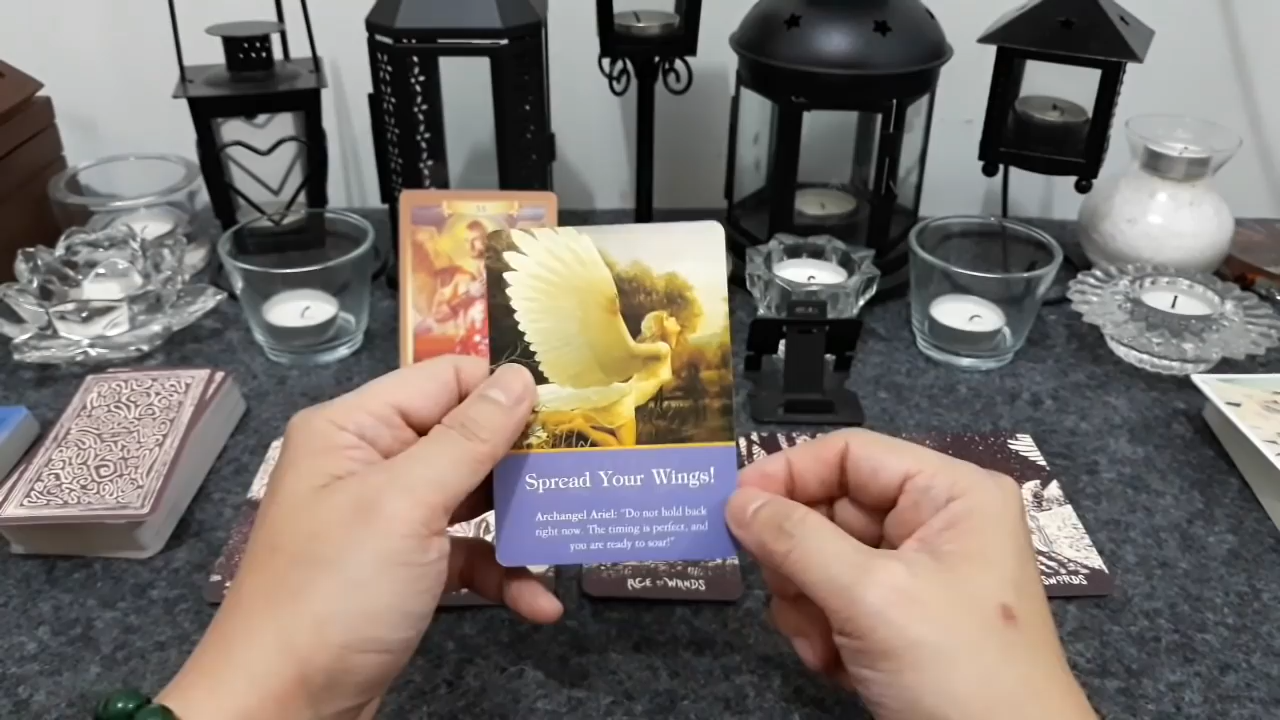 16
Spread Your Wings!
Archangel Ariel: "Do not hold back
right now. The timing is perfect, and
you are ready to soar!"
ACE OF WANDS
SWORDS